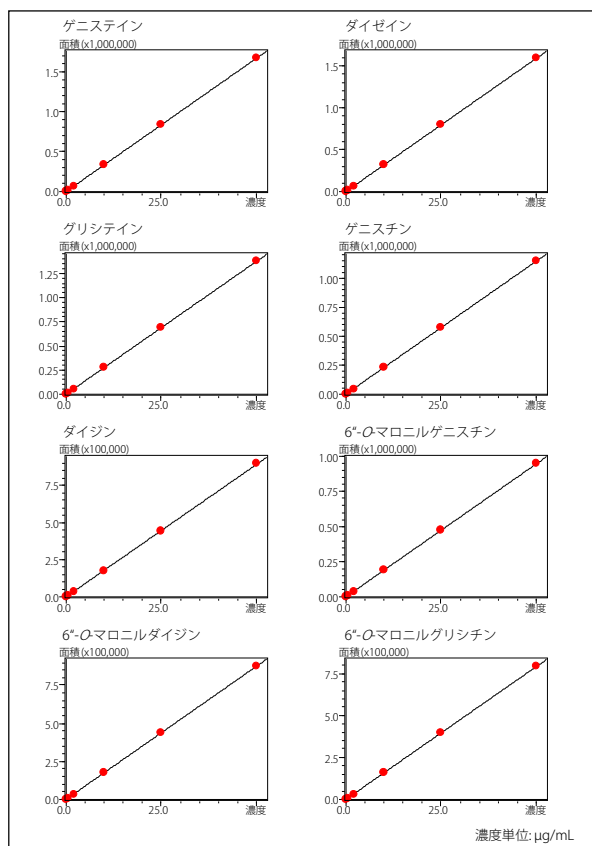 ゲニステイン
面積(x1,000,000)
1.5
1.0
0.5
0.0
0.0
25.0
濃度
ダイゼイン
面積(x1,000,000)
1.5
1.0
0.5
0.0
0.0
25.0
濃度
グリシテイン
面積(x1,000,000)
1.25
1.00
0.75
0.50
0.25
0.00
0.0
25.0
濃度
ゲニスチン
面積(x1,000,000)
1.00
0.75
0.50
0.25
0.00
0.0
25.0
濃度
ダイジン
面積(x100,000)
7.5
5.0
2.5
0.0
0.0
25.0
濃度
6"-O-マロニルゲニスチン
面積(x1,000,000)
1.00
0.75
0.50
0.25
0.00
0.0
25.0
濃度
6"-O-マロニルダイジン
面積(x100,000)
7.5
5.0
2.5
0.0
0.0
25.0
濃度
6"-O-マロニルグリシチン
面積(x100,000)
7.5
5.0
2.5
0.0
0.0
25.0
濃度
濃度単位: µg/mL